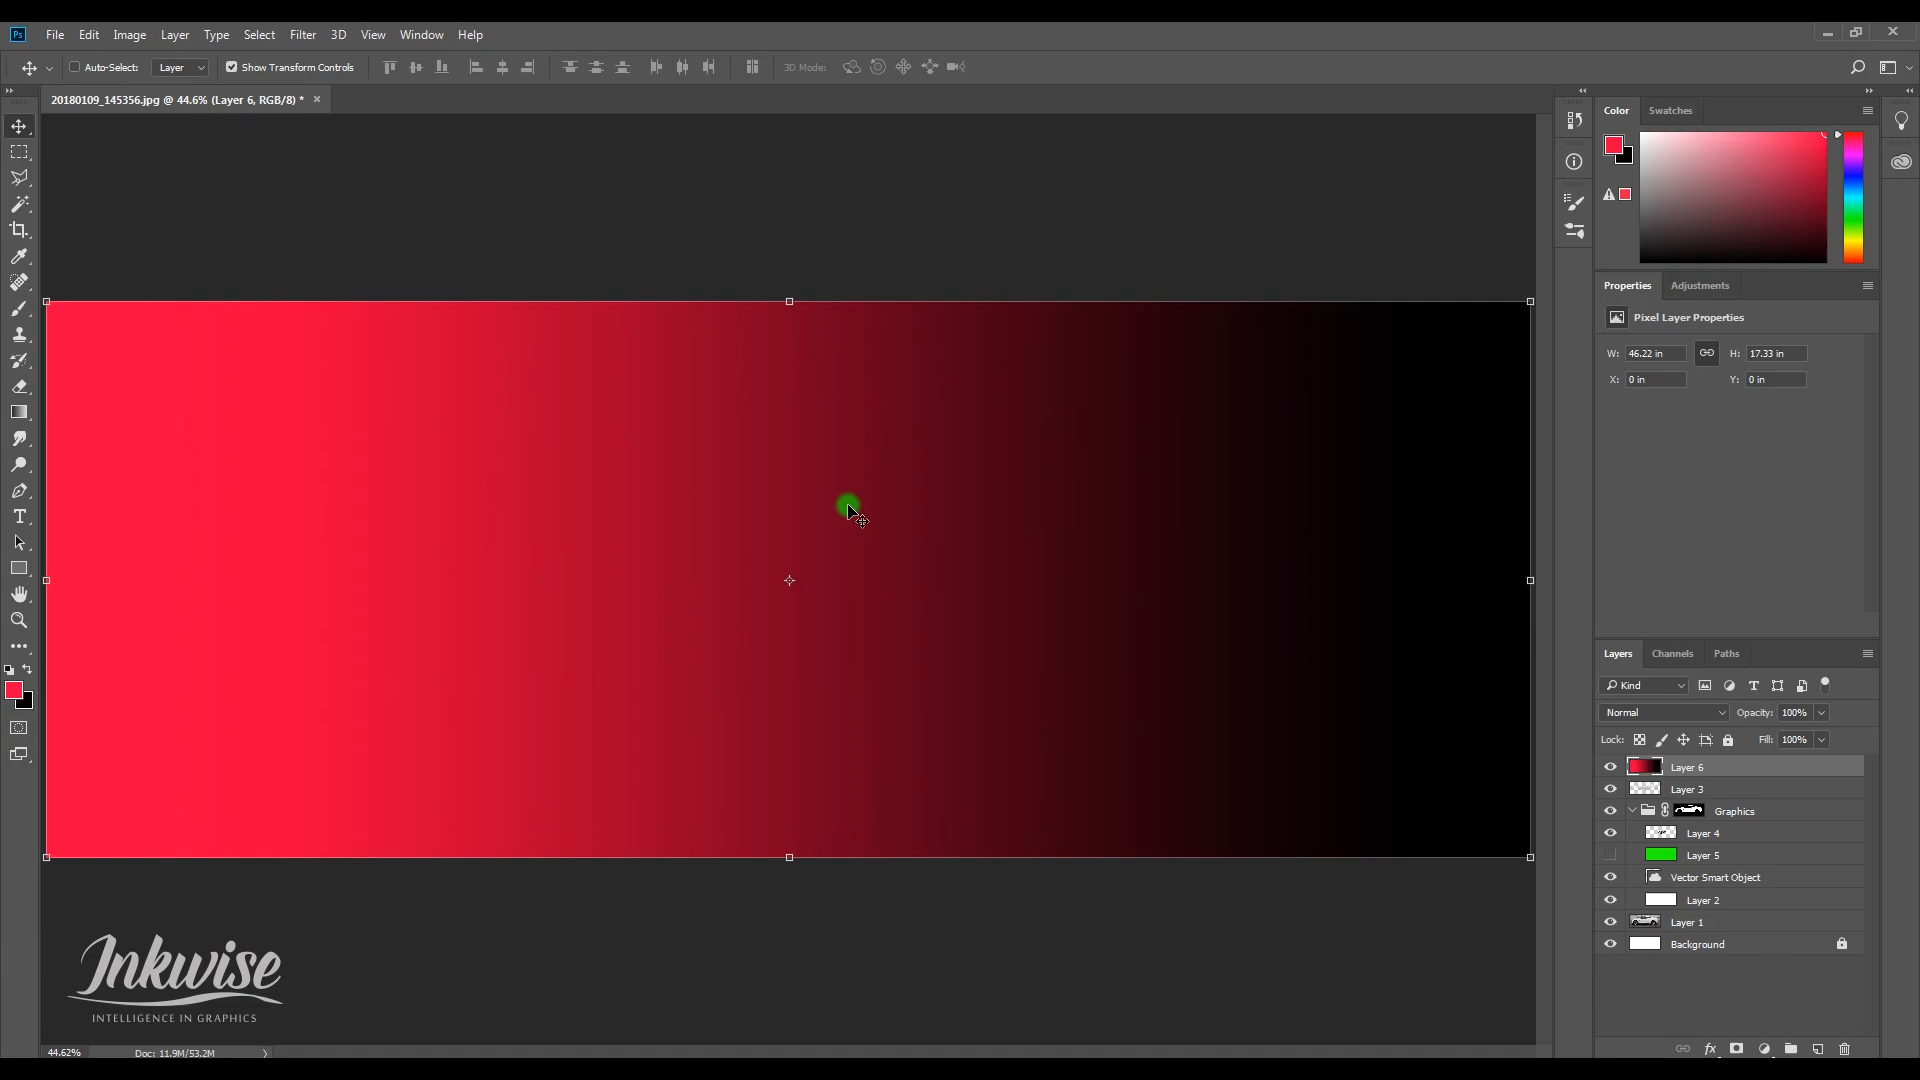 Ps File Edit Image Layer Type Select Filter 3D View Window Help
Auto-Select: Layer Show Transform Controls 3D Mode:
20180109_145356.jpg @ 44.6% (Layer 6, RGB/8) * ×
Color Swatches
Properties Adjustments
Pixel Layer Properties
W: 46.22 in H: 17.33 in
X: 0 in Y: 0 in
Layers Channels Paths
Kind
Normal Opacity: 100%
Lock: Fill: 100%
Layer 6
Layer 3
Graphics
Layer 4
Layer 5
Vector Smart Object
Layer 2
Layer 1
Background
Inkwise
INTELLIGENCE IN GRAPHICS
44.62% Doc: 11.9M/53.2M